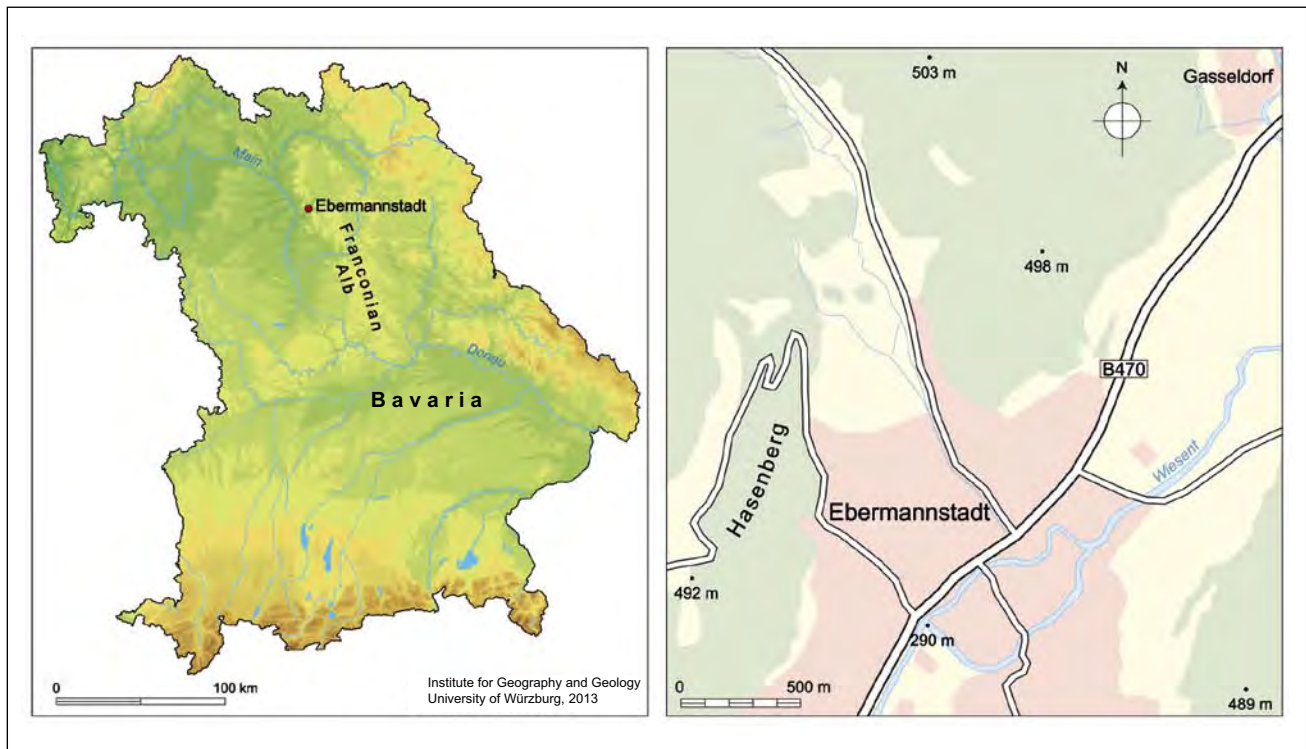 Main
Ebermannstadt
Franconian
Alb
Donau
Bavaria
0 100 km
Institute for Geography and Geology
University of Würzburg, 2013
503 m
N
Gasseldorf
498 m
B470
Wiesent
Hasenberg
Ebermannstadt
492 m
290 m
0 500 m
489 m